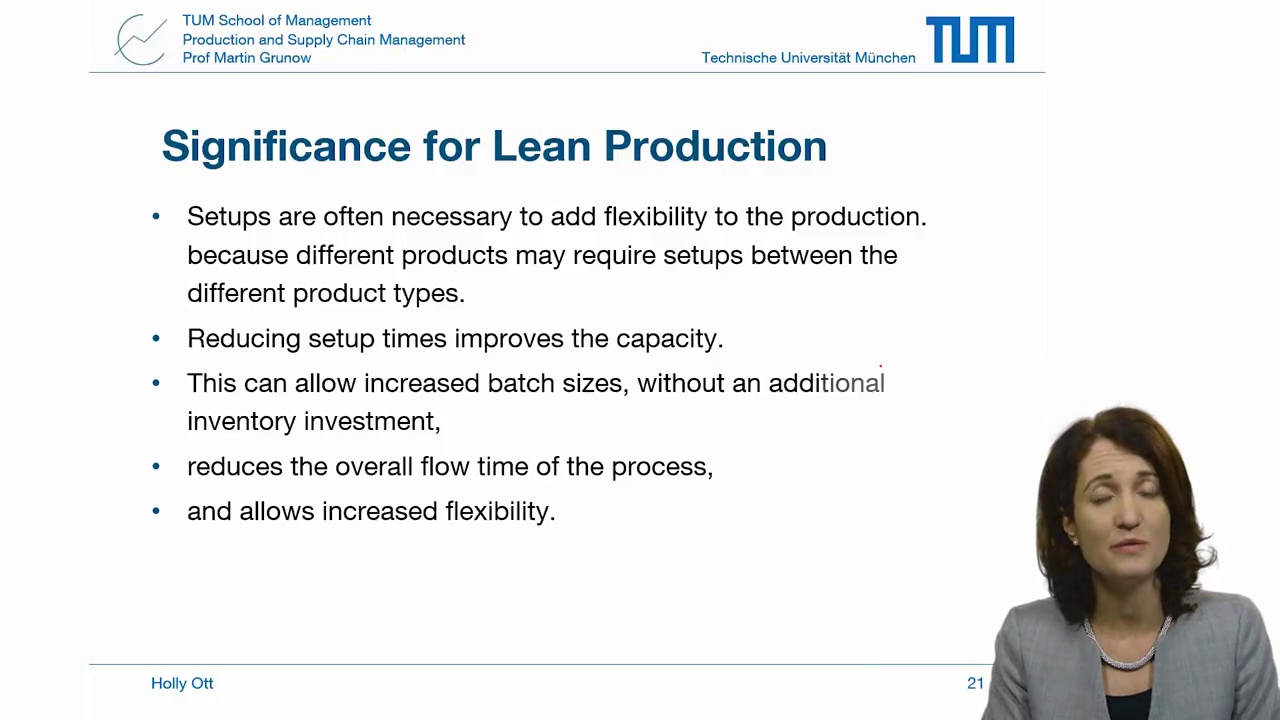 TUM School of Management
Production and Supply Chain Management
Prof Martin Grunow
Technische Universität München
TUM
Significance for Lean Production
• Setups are often necessary to add flexibility to the production.
because different products may require setups between the
different product types.
• Reducing setup times improves the capacity.
• This can allow increased batch sizes, without an additional
inventory investment,
• reduces the overall flow time of the process,
• and allows increased flexibility.
Holly Ott
21